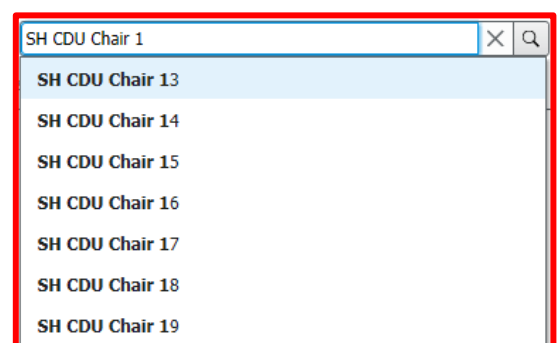 SH CDU Chair 1
SH CDU Chair 13
SH CDU Chair 14
SH CDU Chair 15
SH CDU Chair 16
SH CDU Chair 17
SH CDU Chair 18
SH CDU Chair 19